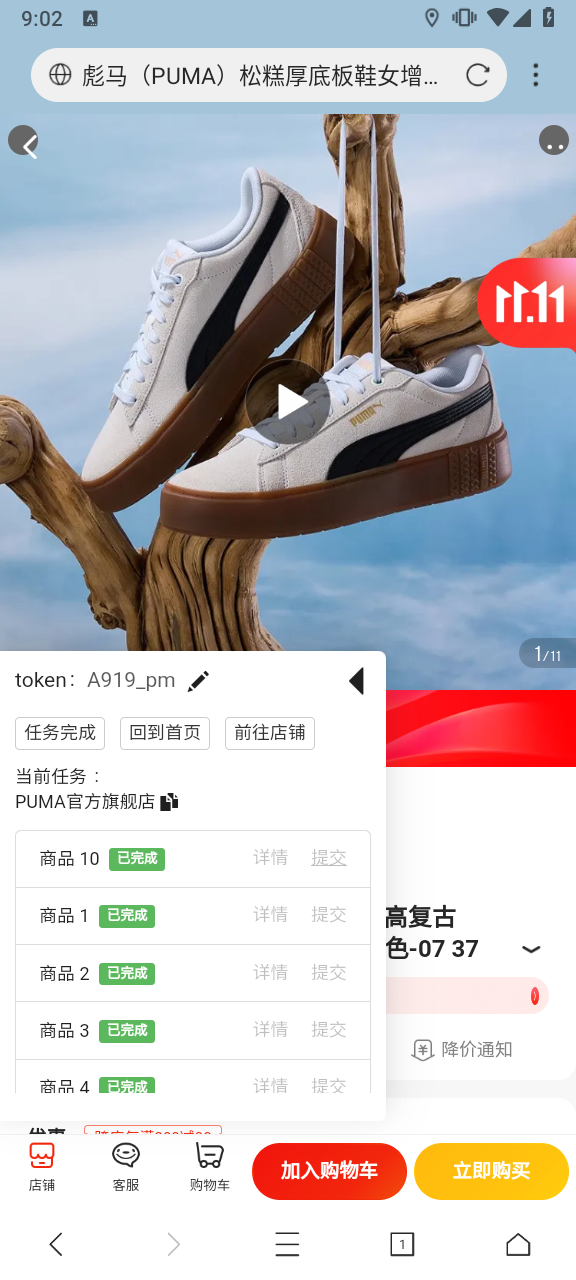 9:02
A
彪马（PUMA）松糕厚底板鞋女增...
11.11
PUMA
1/11
token： A919_pm
任务完成 回到首页 前往店铺
当前任务：
PUMA官方旗舰店
商品 10 已完成 详情 提交
商品 1 已完成 详情 提交
商品 2 已完成 详情 提交
商品 3 已完成 详情 提交
商品 4 已完成 详情 提交
高复古
色-07 37
降价通知
优惠
店铺 客服 购物车 加入购物车 立即购买
1